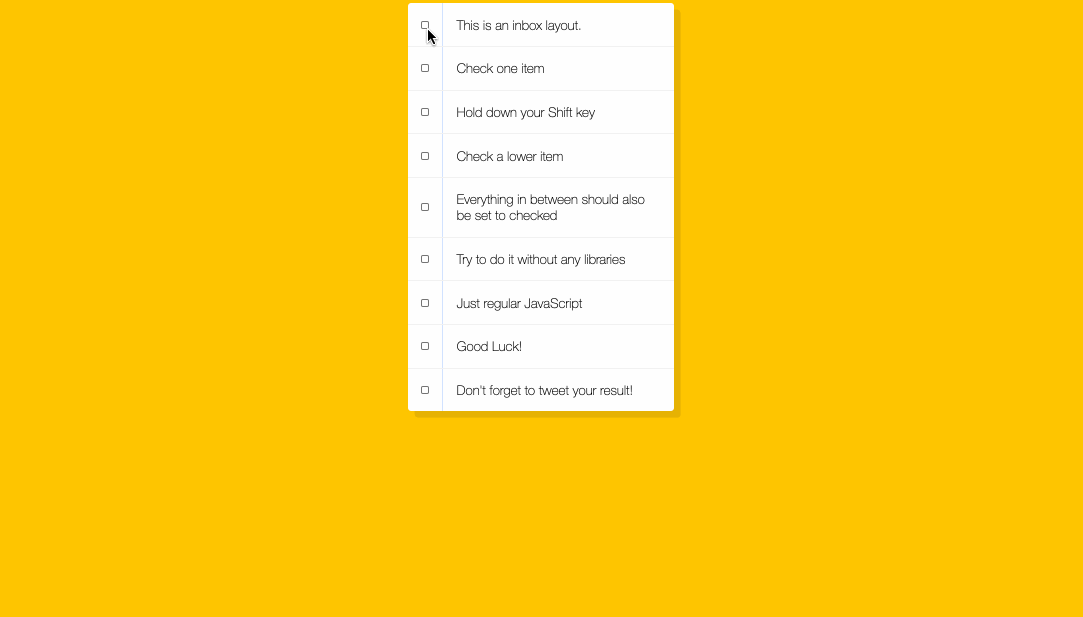 This is an inbox layout.
Check one item
Hold down your Shift key
Check a lower item
Everything in between should also
be set to checked
Try to do it without any libraries
Just regular JavaScript
Good Luck!
Don't forget to tweet your result!